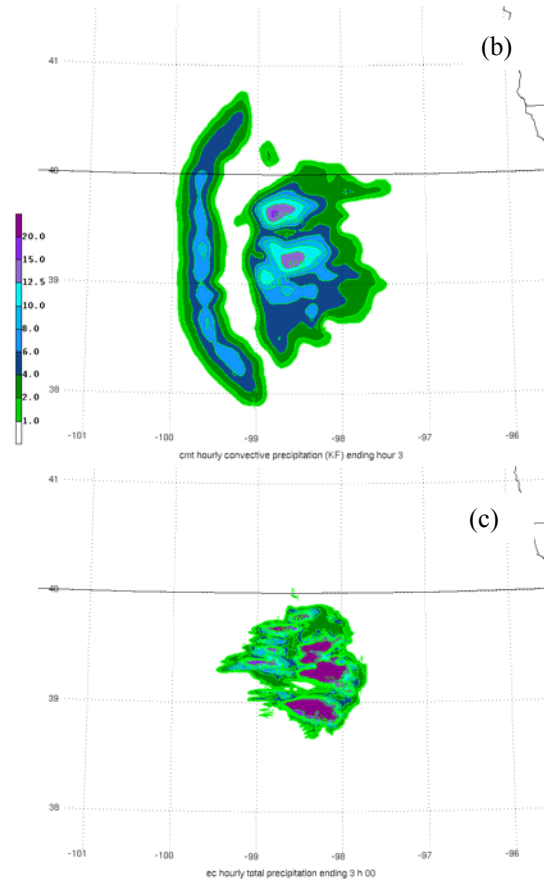 (b)
41
40
39
38
20.0
15.0
12.5
10.0
8.0
6.0
4.0
2.0
1.0
-101 -100 -99 -98 -97 -96
cmt hourly convective precipitation (KF) ending hour 3
41
(c)
40
39
38
-101 -100 -99 -98 -97 -96
ec hourly total precipitation ending 3 h 00